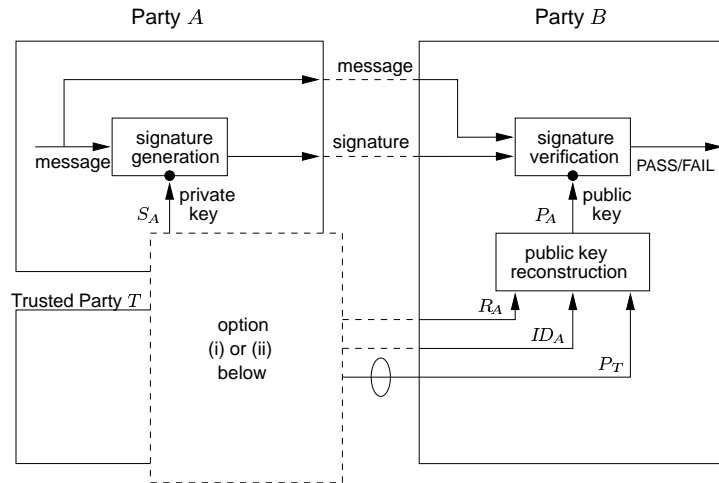 Party A
Party B
message
signature
generation
message
signature
signature
verification
PASS/FAIL
S_A
private
key
P_A
public
key
public key
reconstruction
Trusted Party T
option
(i) or (ii)
below
R_A
ID_A
P_T